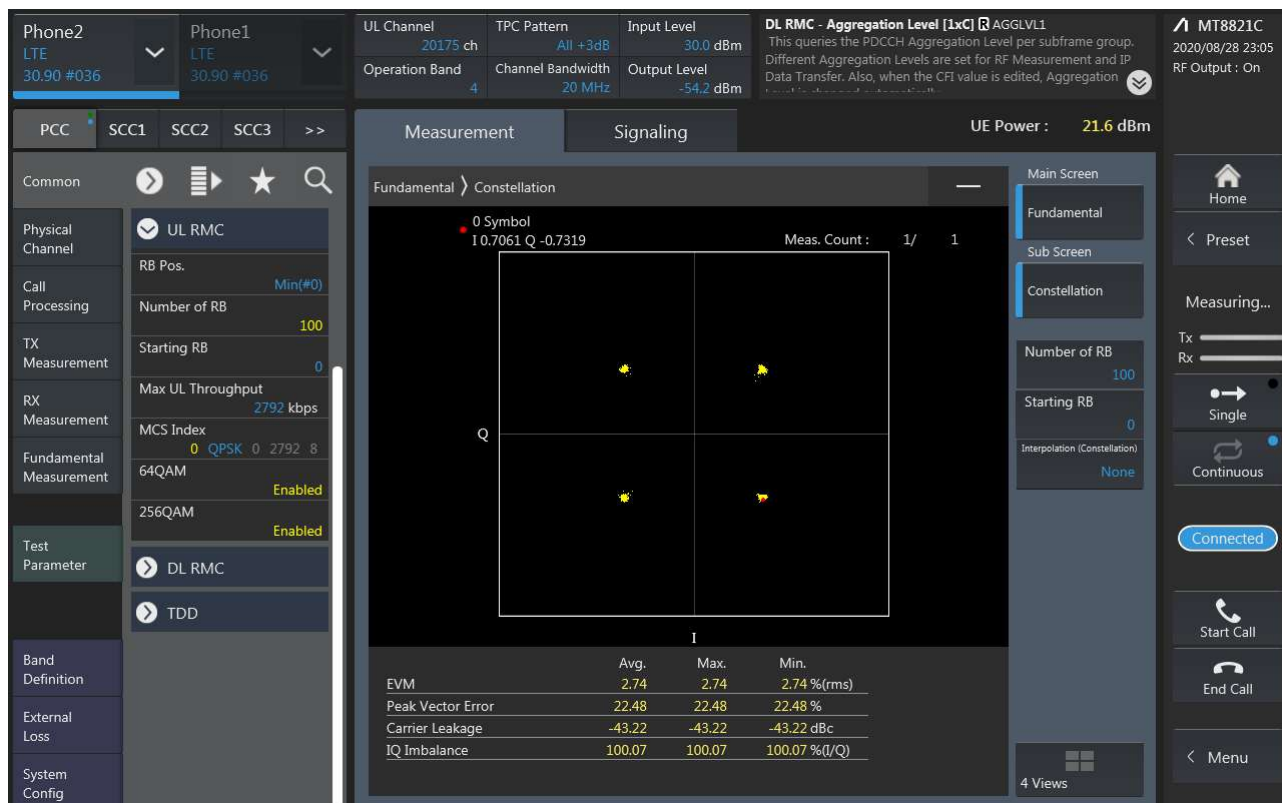 Phone2
LTE
30.90 #036
Phone1
LTE
30.90 #036
UL Channel
20175 ch
Operation Band
4
TPC Pattern
All +3dB
Channel Bandwidth
20 MHz
Input Level
30.0 dBm
Output Level
-54.2 dBm
DL RMC - Aggregation Level [1xC] R AGGLVL1
This queries the PDCCH Aggregation Level per subframe group.
Different Aggregation Levels are set for RF Measurement and IP
Data Transfer. Also, when the CFI value is edited, Aggregation
MT8821C
2020/08/28 23:05
RF Output : On
PCC SCC1 SCC2 SCC3 >>
Measurement
Signaling
UE Power : 21.6 dBm
Common
Physical
Channel
Call
Processing
TX
Measurement
RX
Measurement
Fundamental
Measurement
Test
Parameter
Band
Definition
External
Loss
System
Config
UL RMC
RB Pos.
Min(#0)
Number of RB
100
Starting RB
0
Max UL Throughput
2792 kbps
MCS Index
0 QPSK 0 2792 8
64QAM
Enabled
256QAM
Enabled
DL RMC
TDD
Fundamental 〉 Constellation
0 Symbol
I 0.7061 Q -0.7319
Meas. Count : 1/ 1
Q
I
Avg. Max. Min.
EVM 2.74 2.74 2.74 %(rms)
Peak Vector Error 22.48 22.48 22.48 %
Carrier Leakage -43.22 -43.22 -43.22 dBc
IQ Imbalance 100.07 100.07 100.07 %(I/Q)
Main Screen
Fundamental
Sub Screen
Constellation
Number of RB
100
Starting RB
0
Interpolation (Constellation)
None
4 Views
Home
< Preset
Measuring...
Tx
Rx
Single
Continuous
Connected
Start Call
End Call
< Menu